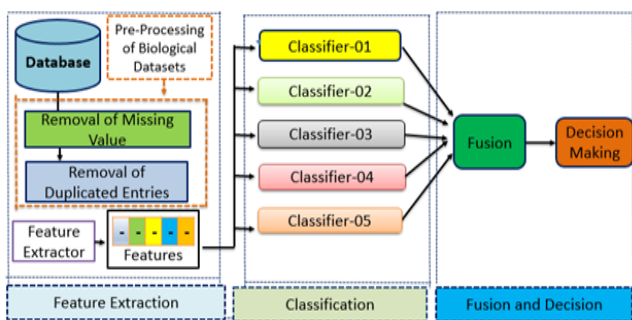 Database
Pre-Processing
of Biological
Datasets
Removal of Missing
Value
Removal of
Duplicated Entries
Feature
Extractor
- - - - -
Features
Classifier-01
Classifier-02
Classifier-03
Classifier-04
Classifier-05
Fusion
Decision
Making
Feature Extraction
Classification
Fusion and Decision